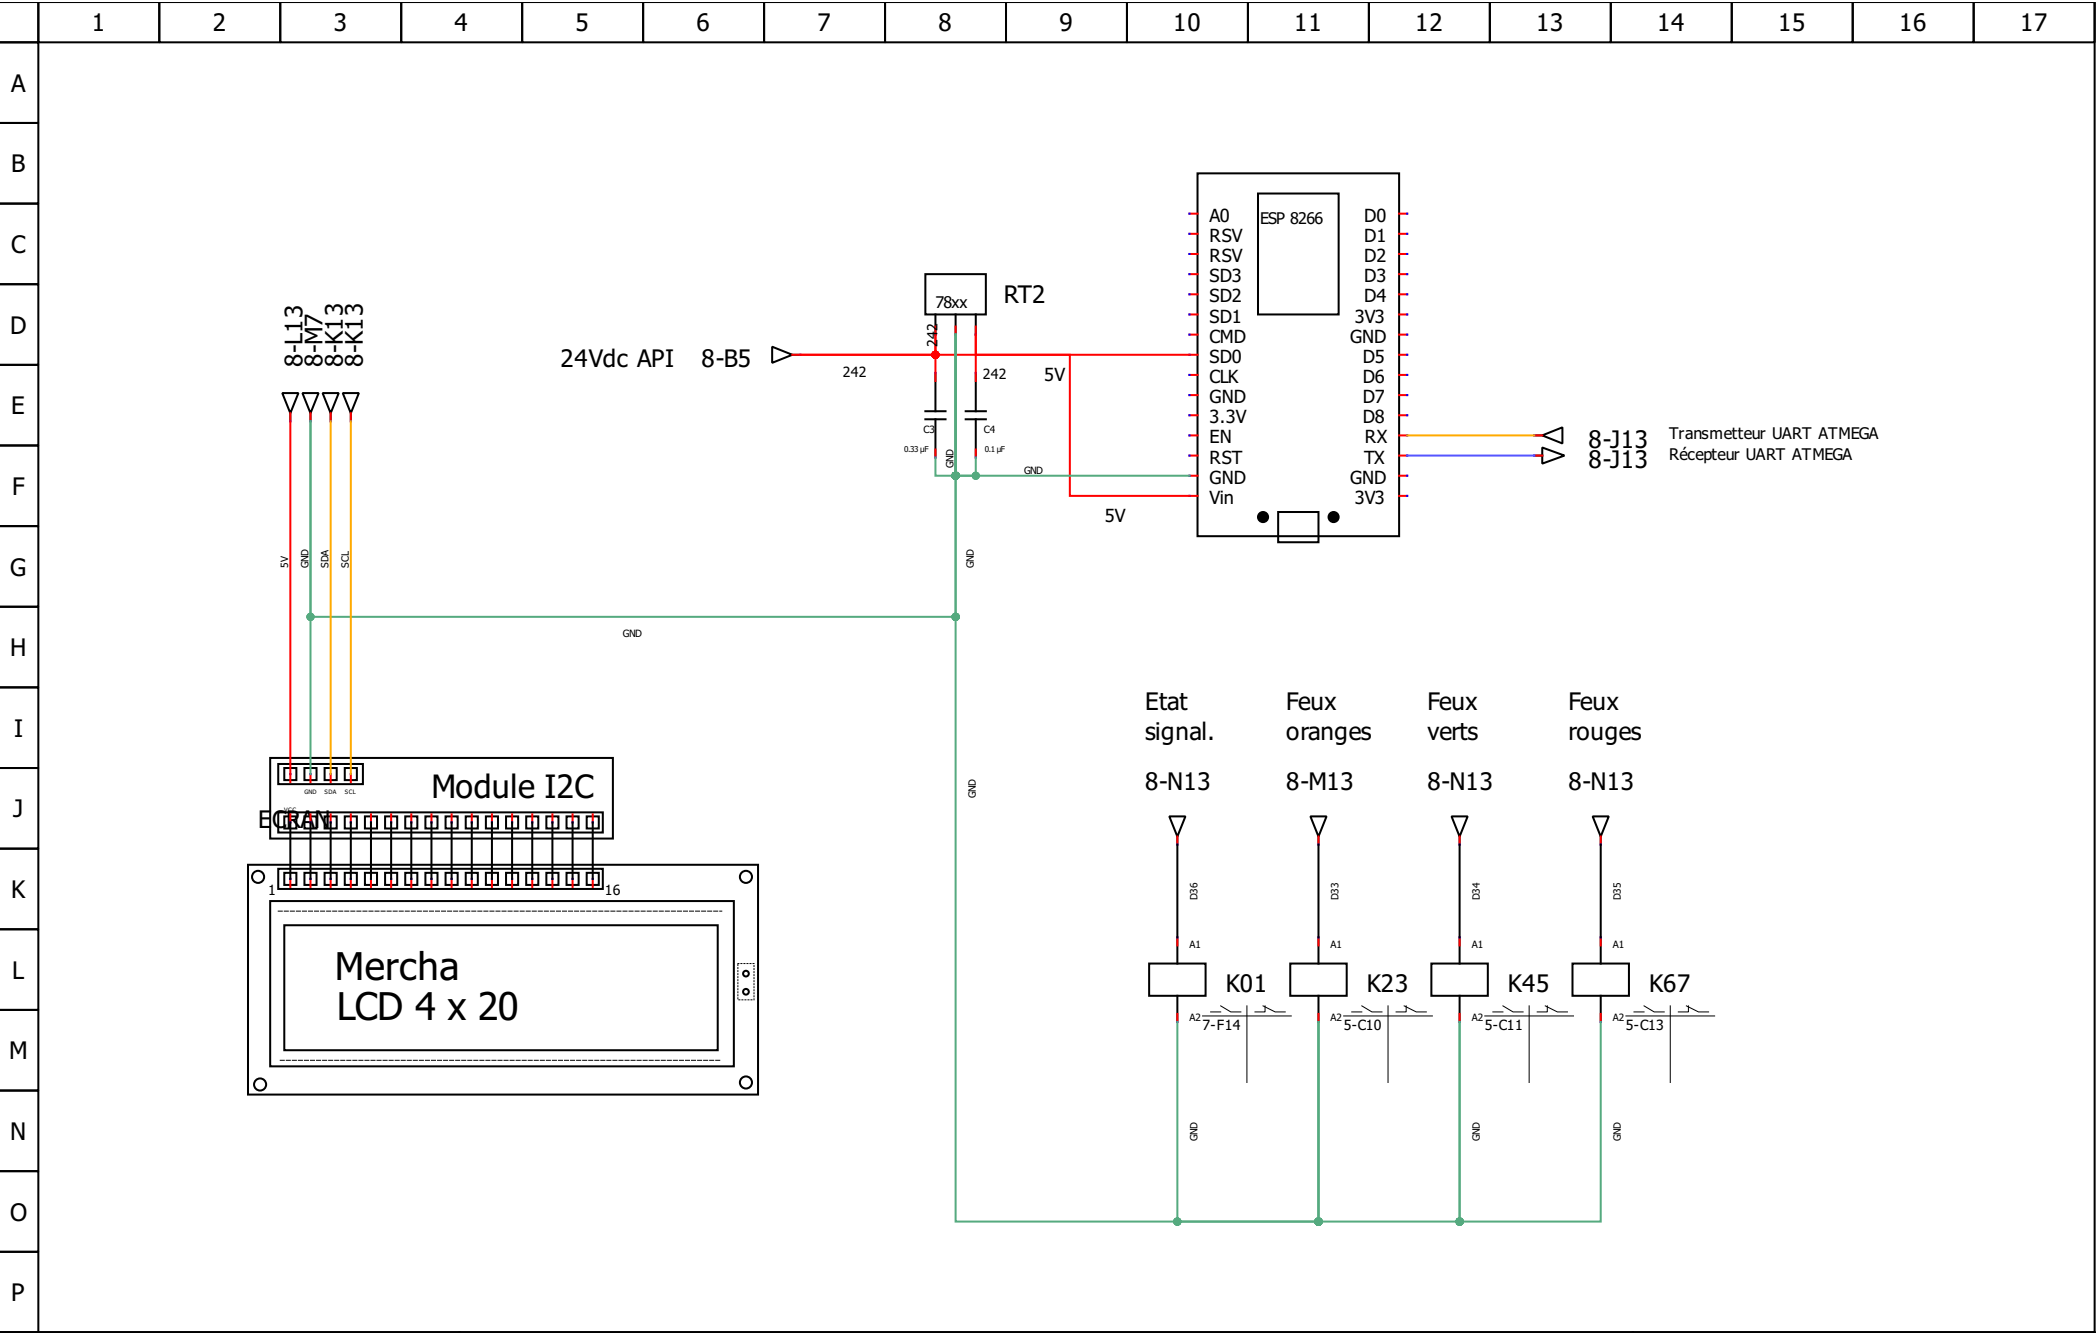 1 2 3 4 5 6 7 8 9 10 11 12 13 14 15 16 17
A
B
C
D
E
F
G
H
I
J
K
L
M
N
O
P
8-L13
8-M7
8-K13
8-K13
5V
GND
SDA
SCL
24Vdc API 8-B5
242
242
78xx
RT2
242
5V
C3
C4
0.33 µF
0.1 µF
GND
GND
5V
GND
GND
GND
ESP 8266
A0
RSV
RSV
SD3
SD2
SD1
CMD
SD0
CLK
GND
3.3V
EN
RST
GND
Vin
D0
D1
D2
D3
D4
3V3
GND
D5
D6
D7
D8
RX
TX
GND
3V3
8-J13 Transmetteur UART ATMEGA
8-J13 Récepteur UART ATMEGA
Module I2C
GND SDA SCL
VCC
ECRAN
1 16
Mercha
LCD 4 x 20
Etat
signal.
8-N13
Feux
oranges
8-M13
Feux
verts
8-N13
Feux
rouges
8-N13
D36 D33 D34 D35
A1 A1 A1 A1
K01 K23 K45 K67
A2 A2 A2 A2
7-F14 5-C10 5-C11 5-C13
GND GND GND